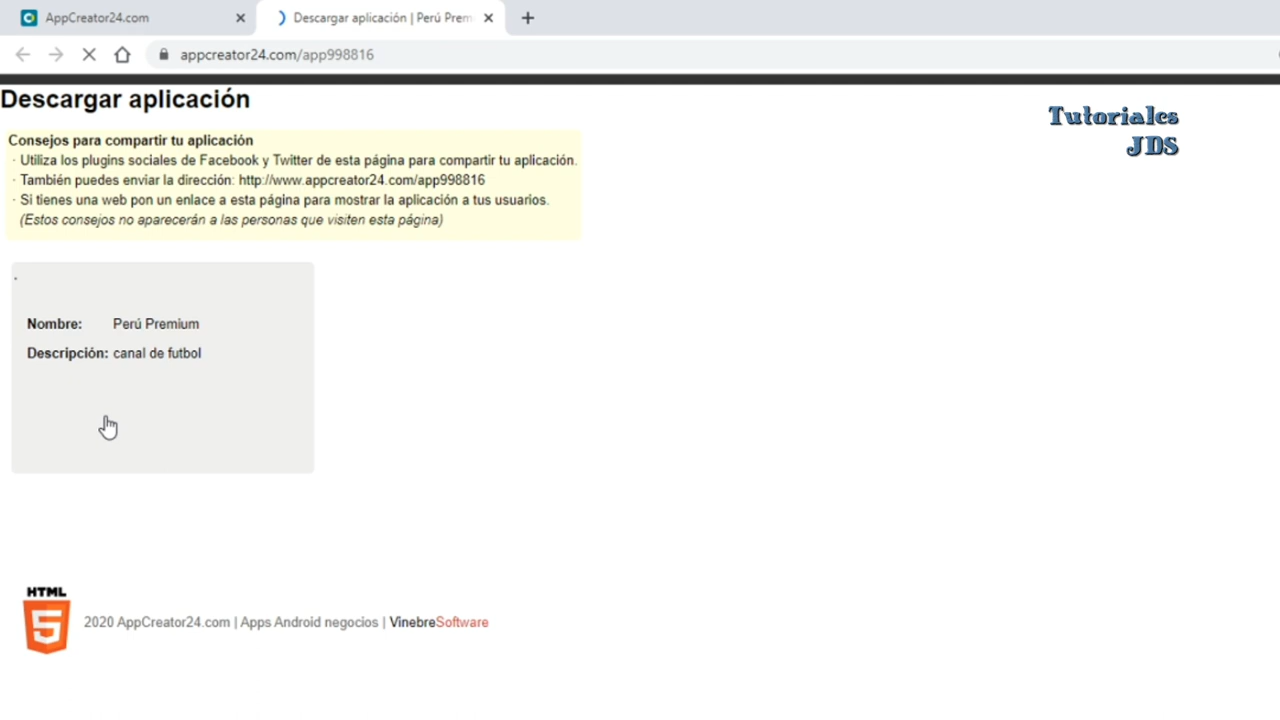 AppCreator24.com
Descargar aplicación | Perú Prem
appcreator24.com/app998816
Descargar aplicación
Tutoriales
JDS
Consejos para compartir tu aplicación
· Utiliza los plugins sociales de Facebook y Twitter de esta página para compartir tu aplicación.
· También puedes enviar la dirección: http://www.appcreator24.com/app998816
· Si tienes una web pon un enlace a esta página para mostrar la aplicación a tus usuarios.
(Estos consejos no aparecerán a las personas que visiten esta página)
.
Nombre: Perú Premium
Descripción: canal de futbol
HTML
5
2020 AppCreator24.com | Apps Android negocios | VinebreSoftware